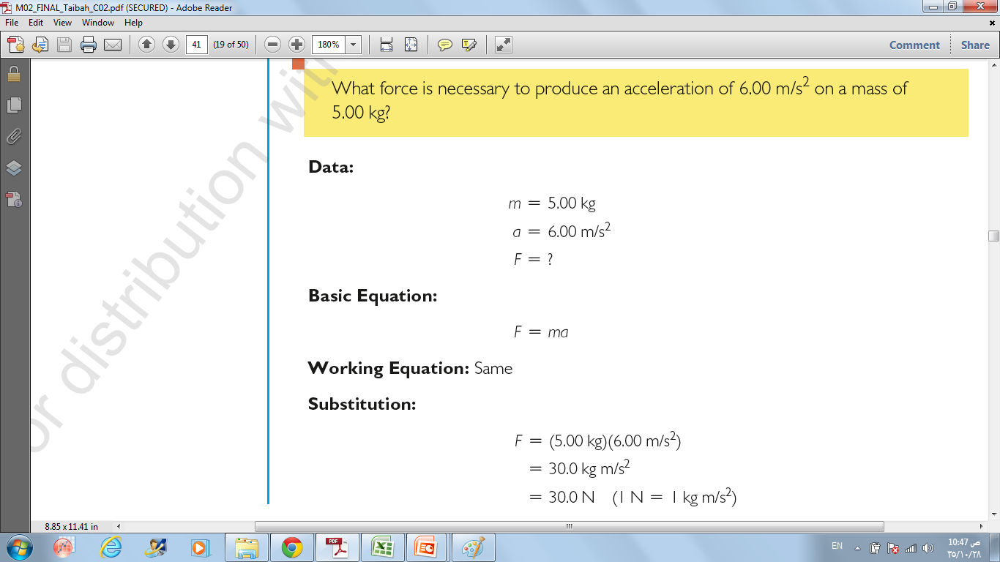 M02_FINAL_Taibah_C02.pdf (SECURED) - Adobe Reader
File Edit View Window Help
41 (19 of 50) 180% Comment Share
What force is necessary to produce an acceleration of 6.00 m/s² on a mass of
5.00 kg?
Data:
m = 5.00 kg
a = 6.00 m/s²
F = ?
Basic Equation:
F = ma
Working Equation: Same
Substitution:
F = (5.00 kg)(6.00 m/s²)
= 30.0 kg m/s²
= 30.0 N (1 N = 1 kg m/s²)
or distribution with
8.85 x 11.41 in
PDF
EN
10:47 ص
٣٥/١٠/٢٨